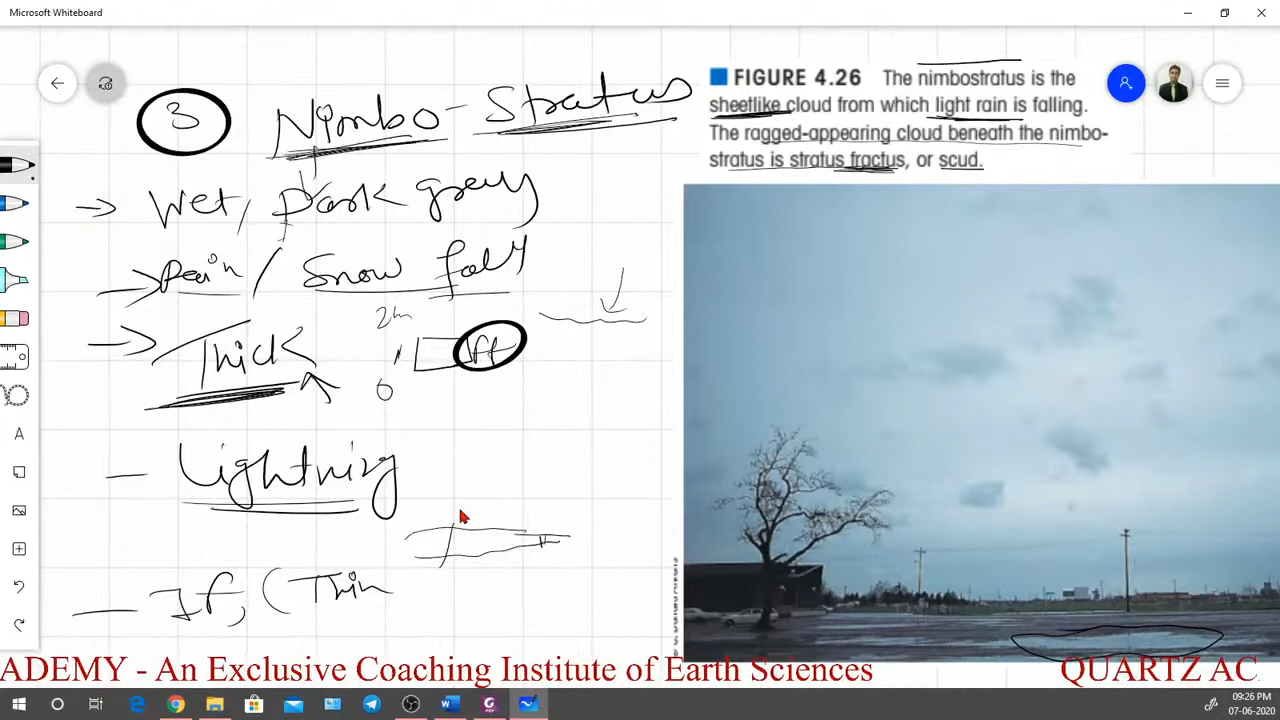 Microsoft Whiteboard
3 Nimbo-Stratus
→ Wet, Dark grey
→ Rain / Snow fall
→ Thick
2km
0
- Lightning
- If, (Thin
FIGURE 4.26 The nimbostratus is the
sheetlike cloud from which light rain is falling.
The ragged-appearing cloud beneath the nimbo-
stratus is stratus fractus, or scud.
ADEMY - An Exclusive Coaching Institute of Earth Sciences QUARTZ AC
09:26 PM
07-06-2020